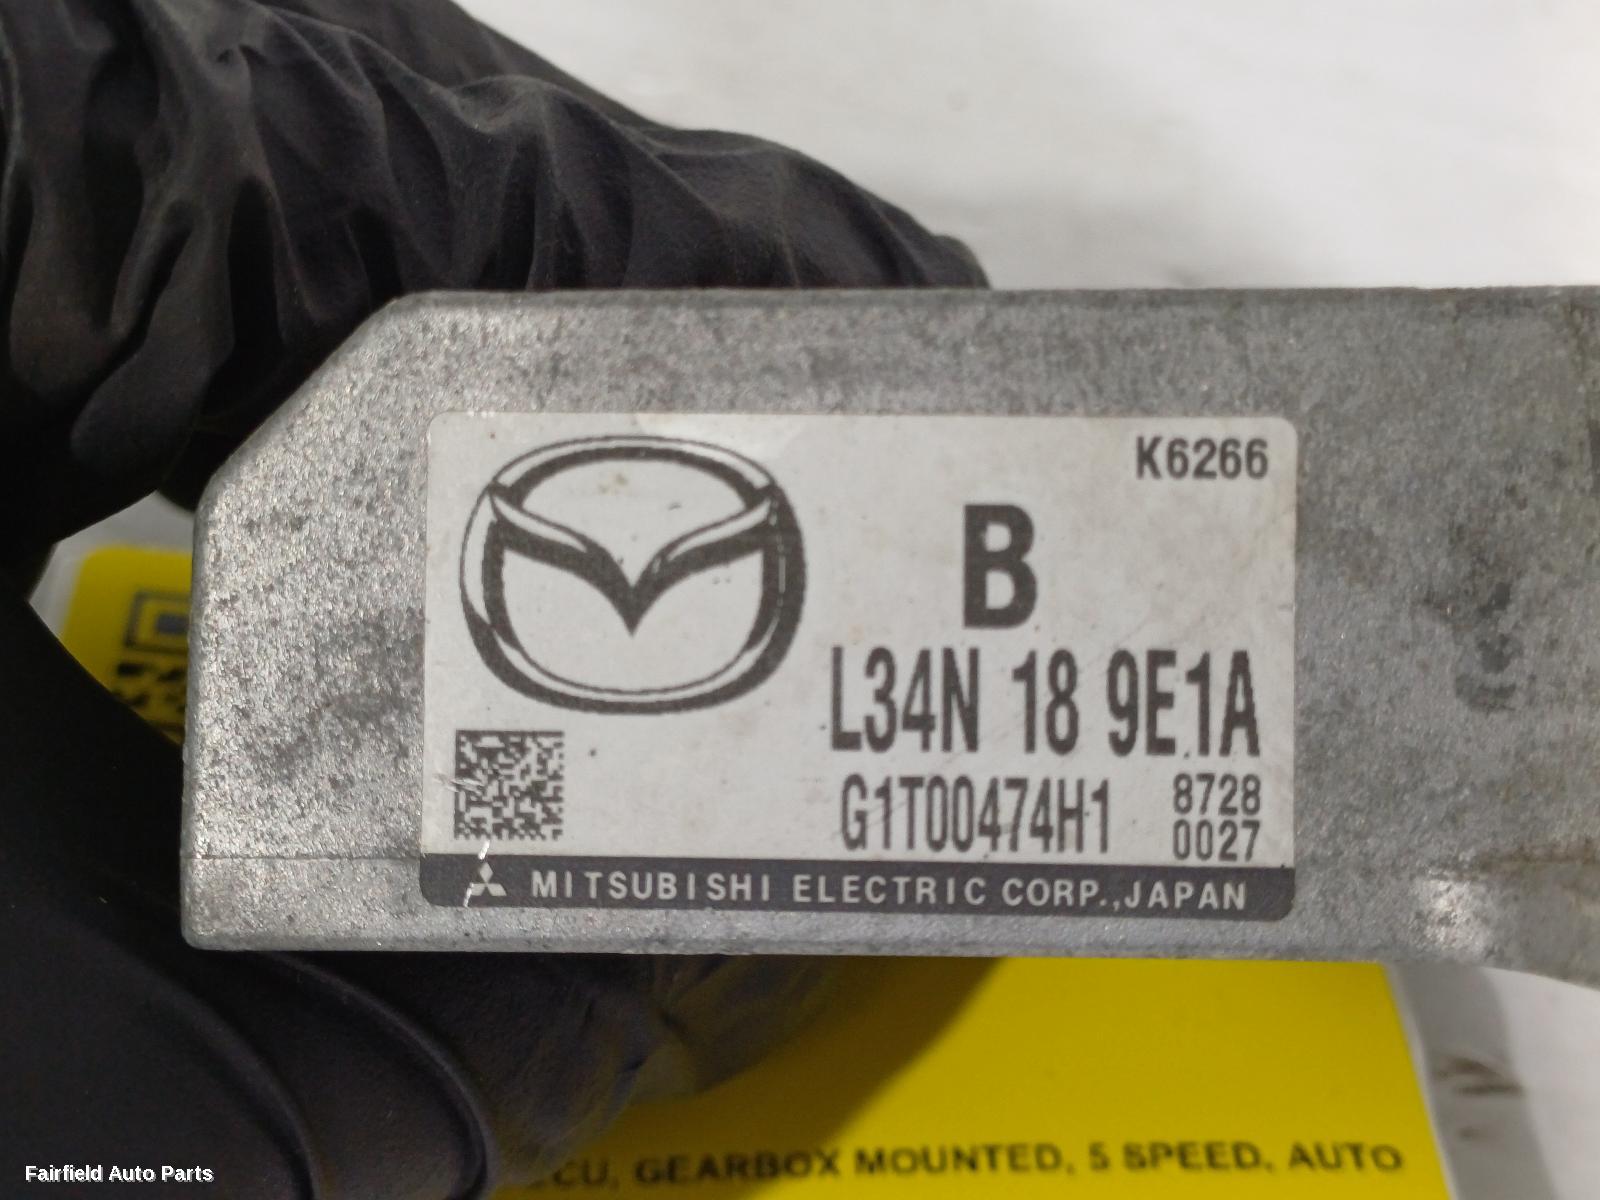 K6266
B
L34N 18 9E1A
G1T00474H1
8728
0027
MITSUBISHI ELECTRIC CORP.,JAPAN
ECU, GEARBOX MOUNTED, 5 SPEED, AUTO
Fairfield Auto Parts